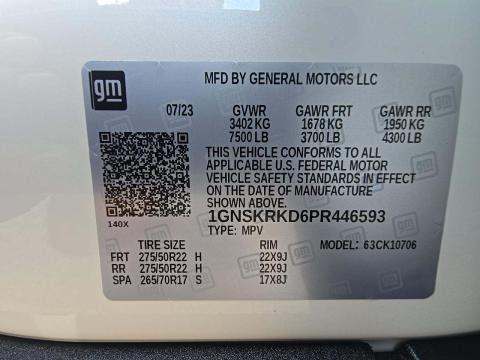 gm
MFD BY GENERAL MOTORS LLC
07/23 GVWR GAWR FRT GAWR RR
3402 KG 1678 KG 1950 KG
7500 LB 3700 LB 4300 LB
THIS VEHICLE CONFORMS TO ALL
APPLICABLE U.S. FEDERAL MOTOR
VEHICLE SAFETY STANDARDS IN EFFECT
ON THE DATE OF MANUFACTURE
SHOWN ABOVE.
1GNSKRKD6PR446593
140X TYPE: MPV
TIRE SIZE RIM MODEL: 63CK10706
FRT 275/50R22 H 22X9J
RR 275/50R22 H 22X9J
SPA 265/70R17 S 17X8J